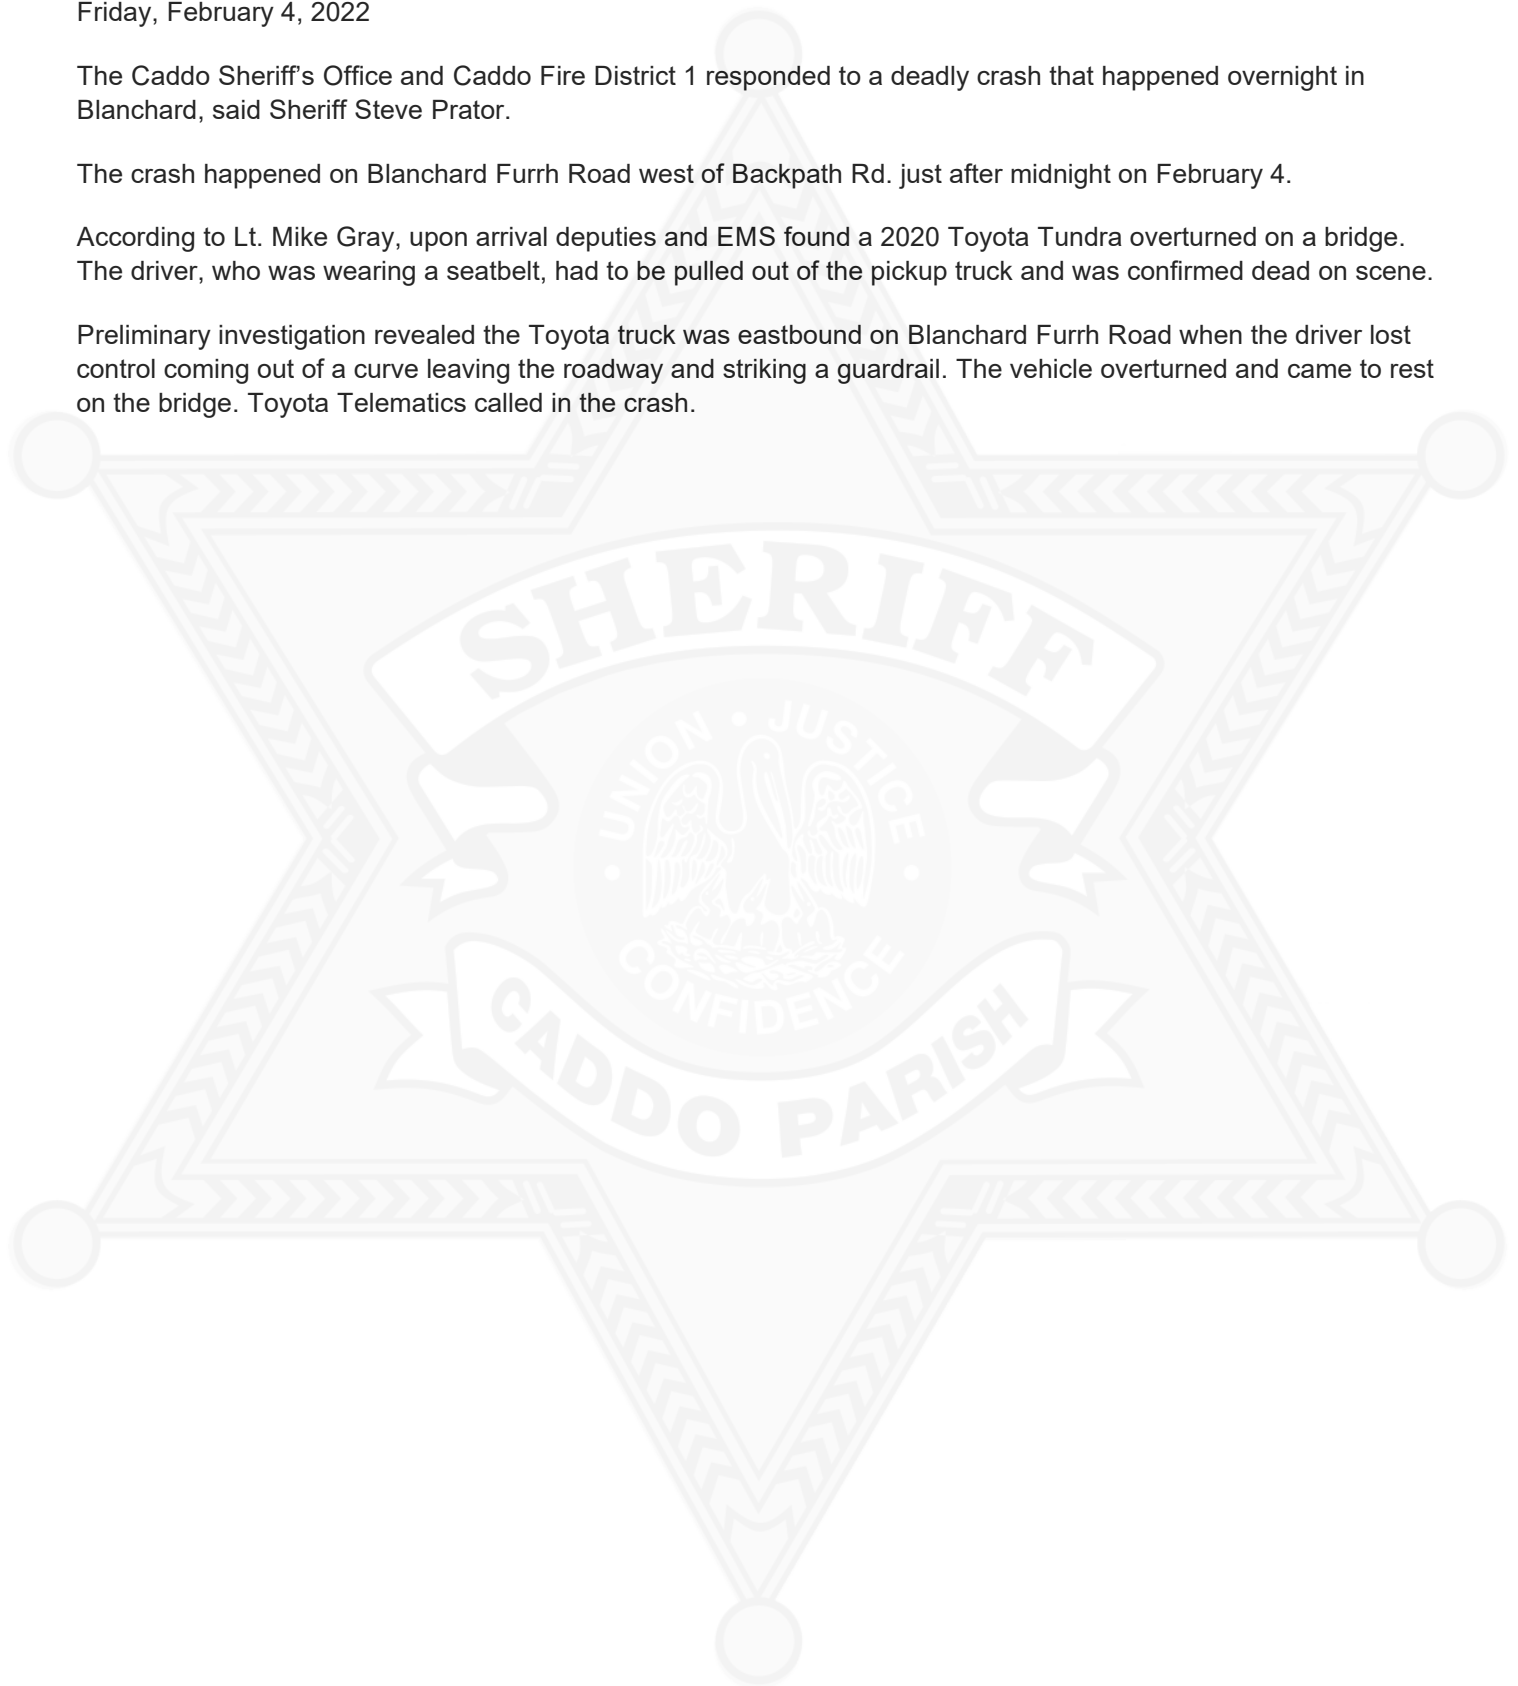 Friday, February 4, 2022
The Caddo Sheriff’s Office and Caddo Fire District 1 responded to a deadly crash that happened overnight in
Blanchard, said Sheriff Steve Prator.
The crash happened on Blanchard Furrh Road west of Backpath Rd. just after midnight on February 4.
According to Lt. Mike Gray, upon arrival deputies and EMS found a 2020 Toyota Tundra overturned on a bridge.
The driver, who was wearing a seatbelt, had to be pulled out of the pickup truck and was confirmed dead on scene.
Preliminary investigation revealed the Toyota truck was eastbound on Blanchard Furrh Road when the driver lost
control coming out of a curve leaving the roadway and striking a guardrail. The vehicle overturned and came to rest
on the bridge. Toyota Telematics called in the crash.
SHERIFF
UNION • JUSTICE
• CONFIDENCE •
CADDO PARISH